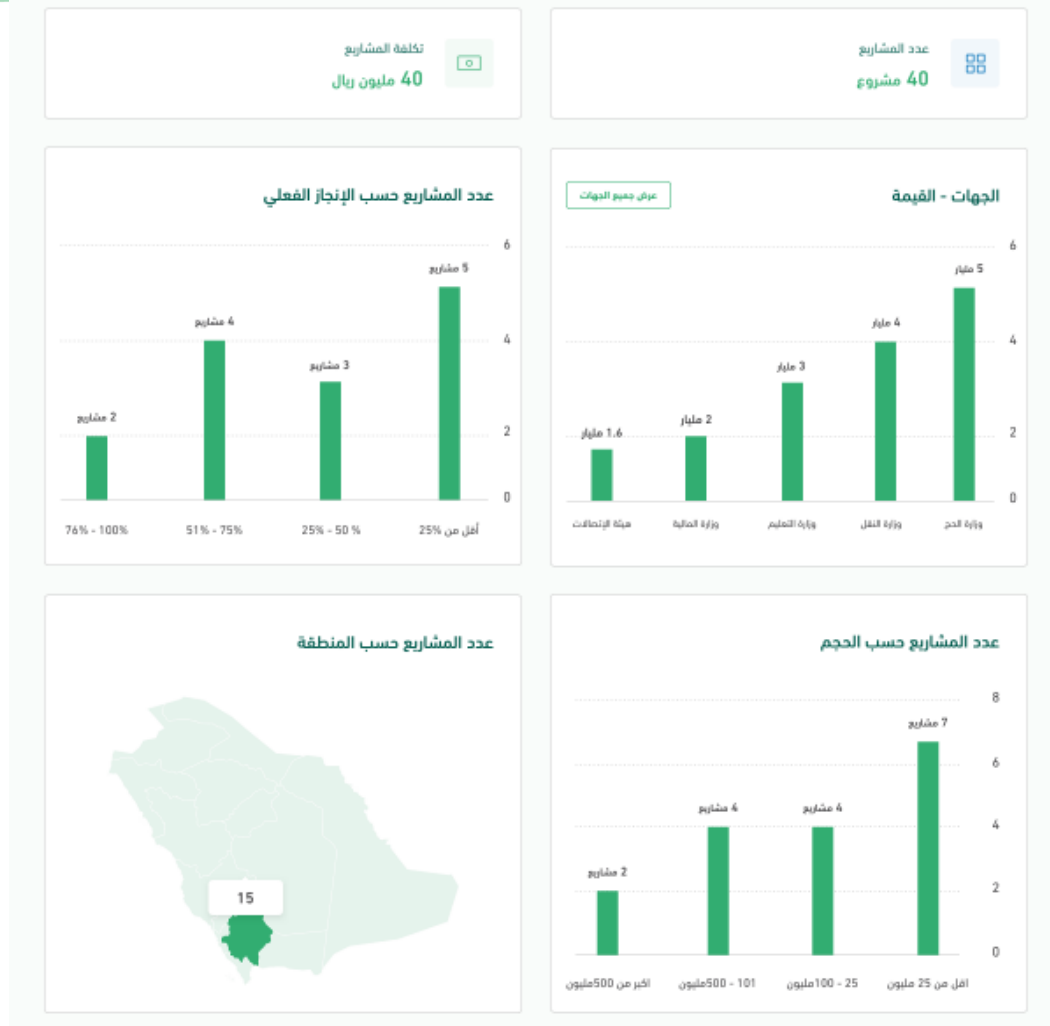 عدد المشاريع
40 مشروع
تكلفة المشاريع
40 مليون ريال
الجهات - القيمة
عرض جميع الجهات
6
5 مليار
4 مليار
4
3 مليار
2 مليار
1.6 مليار
2
0
وزارة الحج
وزارة النقل
وزارة التعليم
وزارة المالية
هيئة الإتصالات
عدد المشاريع حسب الإنجاز الفعلي
6
5 مشاريع
4 مشاريع
4
3 مشاريع
2 مشاريع
2
0
أقل من 25%
25% - 50 %
51% - 75%
76% - 100%
عدد المشاريع حسب الحجم
8
7 مشاريع
6
4 مشاريع
4 مشاريع
4
2 مشاريع
2
0
اقل من 25 مليون
25 - 100مليون
101 - 500مليون
اكبر من 500مليون
عدد المشاريع حسب المنطقة
15